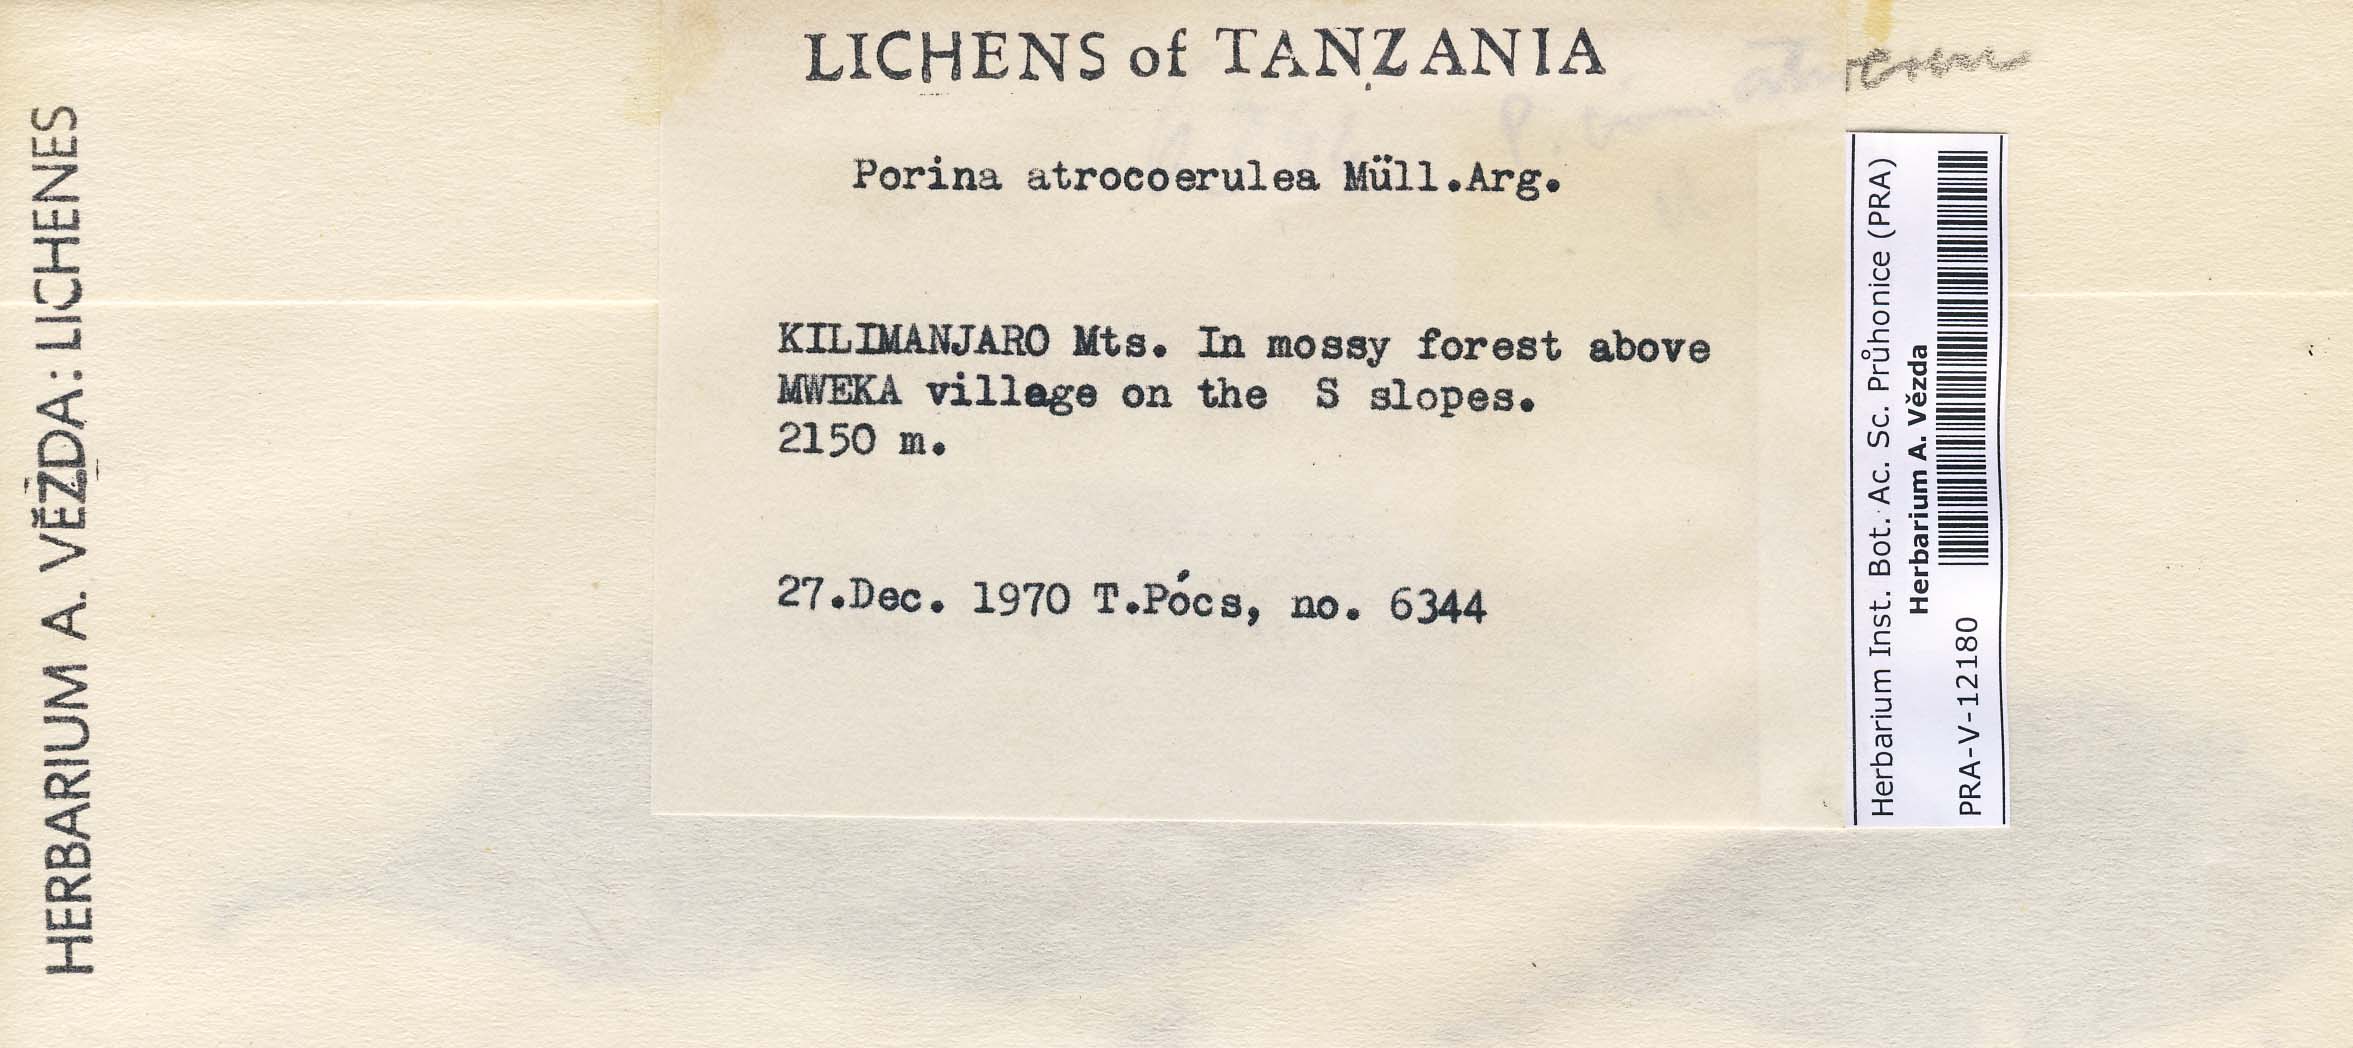 HERBARIUM A. VĚZDA: LICHENES
LICHENS of TANZANIA
Porina atrocoerulea Müll.Arg.
KILIMANJARO Mts. In mossy forest above
MWEKA village on the S slopes.
2150 m.
27.Dec. 1970 T.Pócs, no. 6344
Herbarium Inst. Bot. Ac. Sc. Průhonice (PRA)
Herbarium A. Vězda
PRA-V-12180